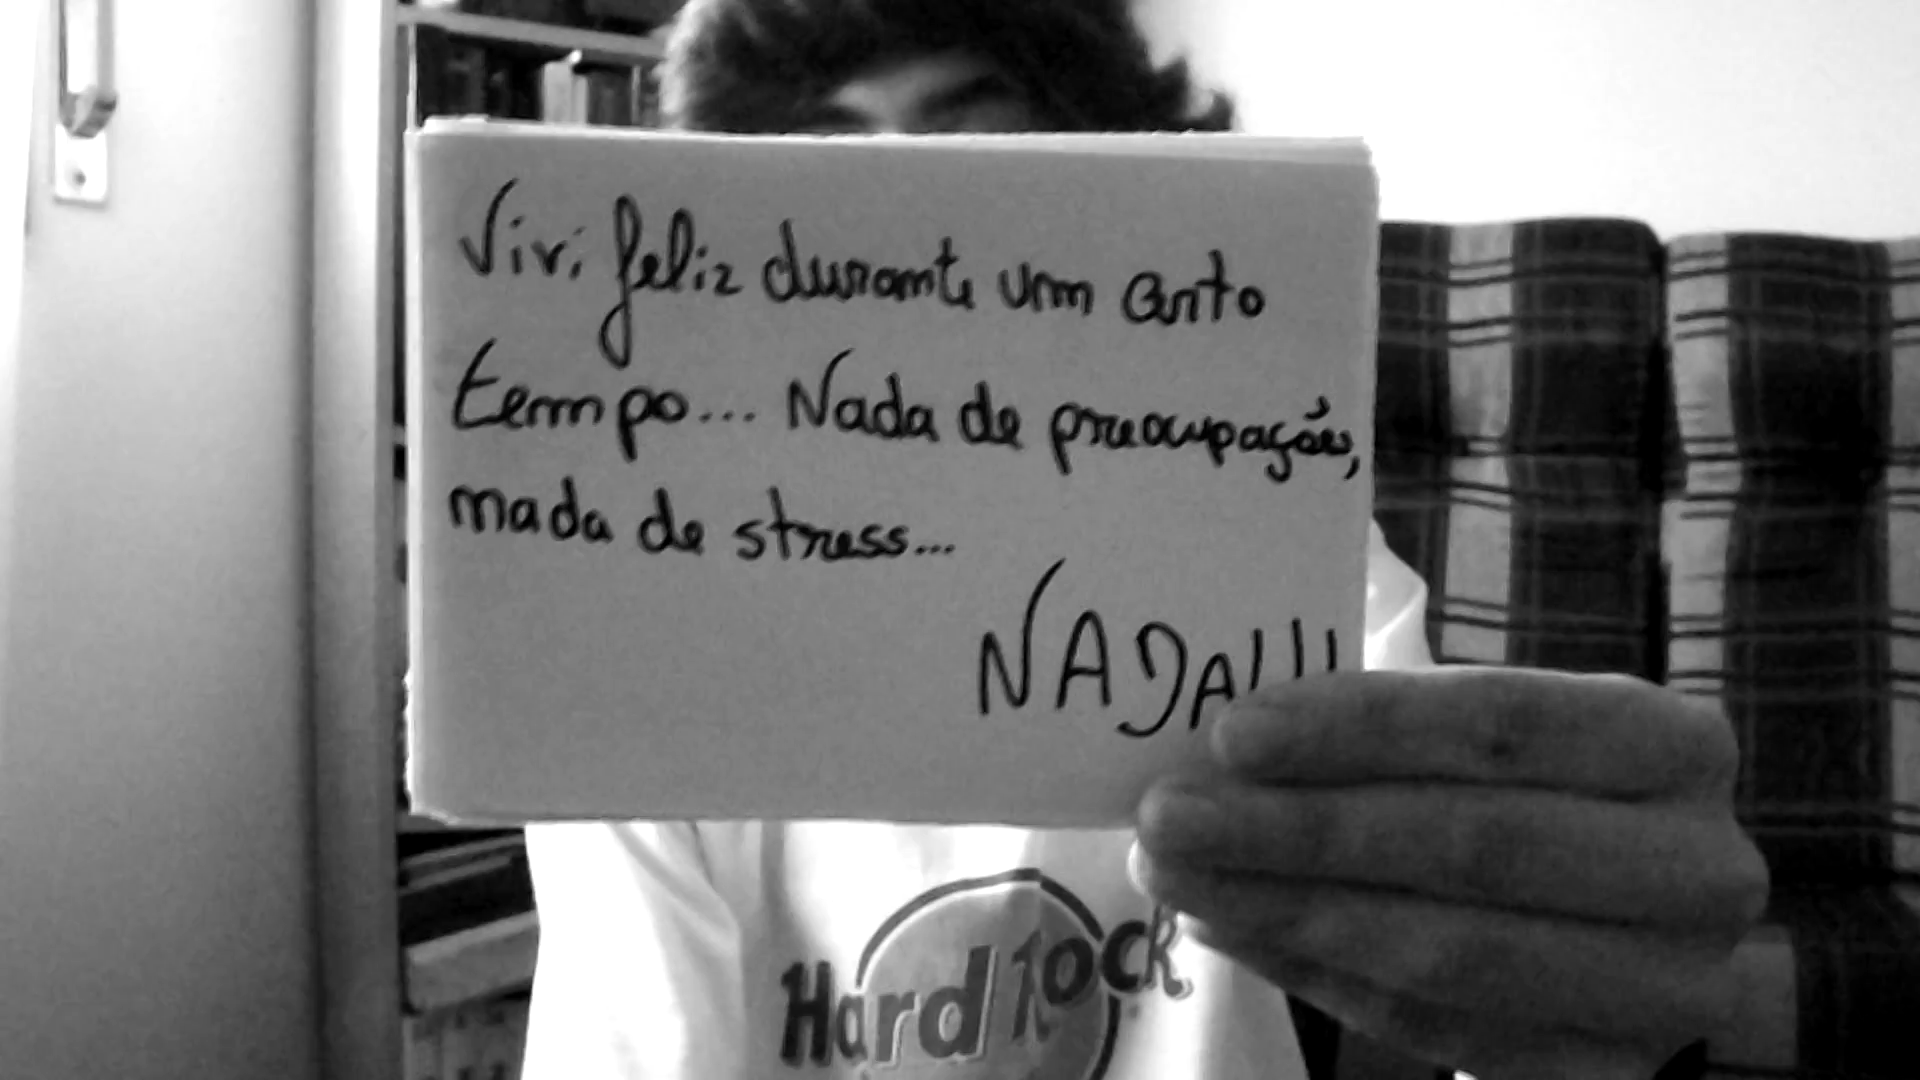 Vivi feliz durante um certo
tempo... Nada de preocupações,
nada de stress...
NADA!!!
Hard Rock